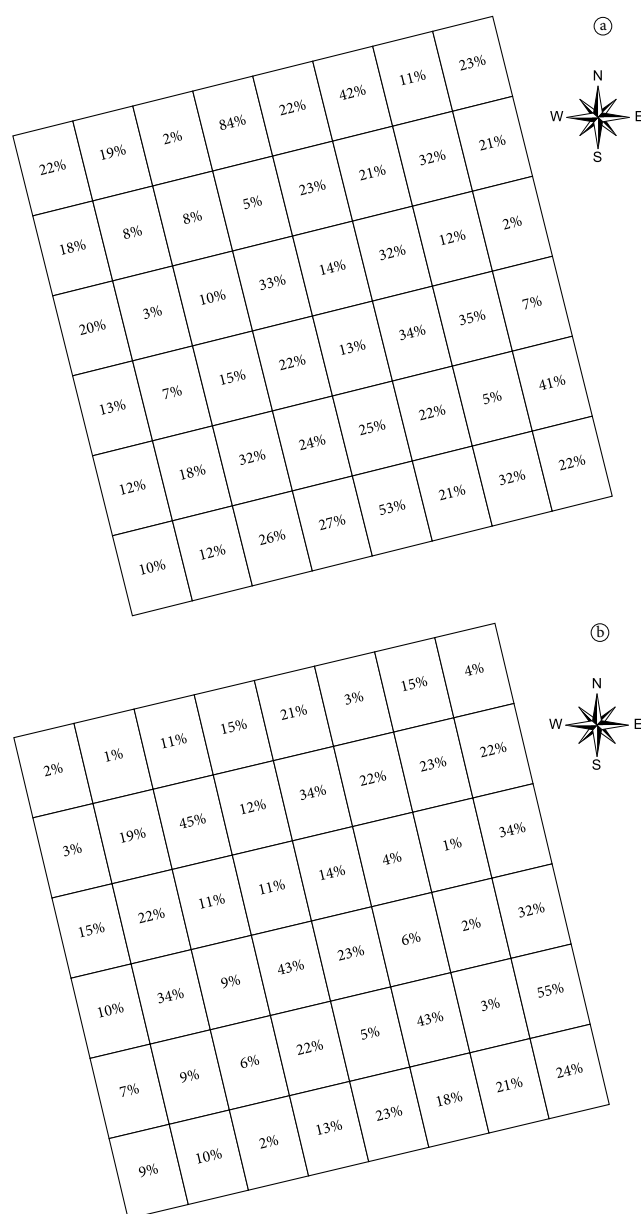 ⓐ
N
W E
S
22% 19% 2% 84% 22% 42% 11% 23%
18% 8% 8% 5% 23% 21% 32% 21%
20% 3% 10% 33% 14% 32% 12% 2%
13% 7% 15% 22% 13% 34% 35% 7%
12% 18% 32% 24% 25% 22% 5% 41%
10% 12% 26% 27% 53% 21% 32% 22%
ⓑ
N
W E
S
2% 1% 11% 15% 21% 3% 15% 4%
3% 19% 45% 12% 34% 22% 23% 22%
15% 22% 11% 11% 14% 4% 1% 34%
10% 34% 9% 43% 23% 6% 2% 32%
7% 9% 6% 22% 5% 43% 3% 55%
9% 10% 2% 13% 23% 18% 21% 24%